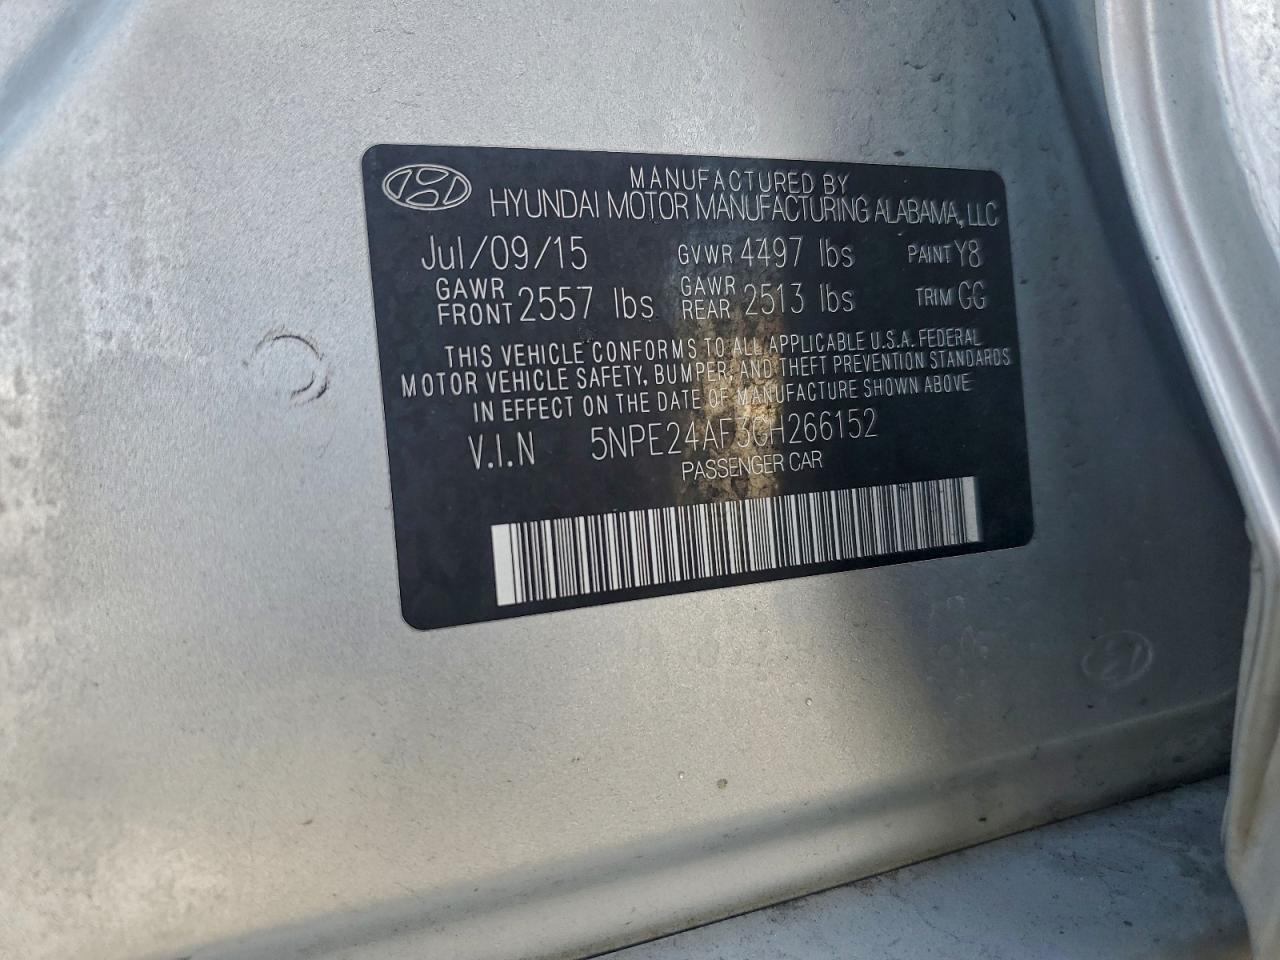 MANUFACTURED BY
HYUNDAI MOTOR MANUFACTURING ALABAMA, LLC
Jul/09/15 GVWR 4497 lbs PAINT Y8
GAWR FRONT 2557 lbs GAWR REAR 2513 lbs TRIM GG
THIS VEHICLE CONFORMS TO ALL APPLICABLE U.S.A. FEDERAL
MOTOR VEHICLE SAFETY, BUMPER, AND THEFT PREVENTION STANDARDS
IN EFFECT ON THE DATE OF MANUFACTURE SHOWN ABOVE
V.I.N 5NPE24AF3GH266152
PASSENGER CAR